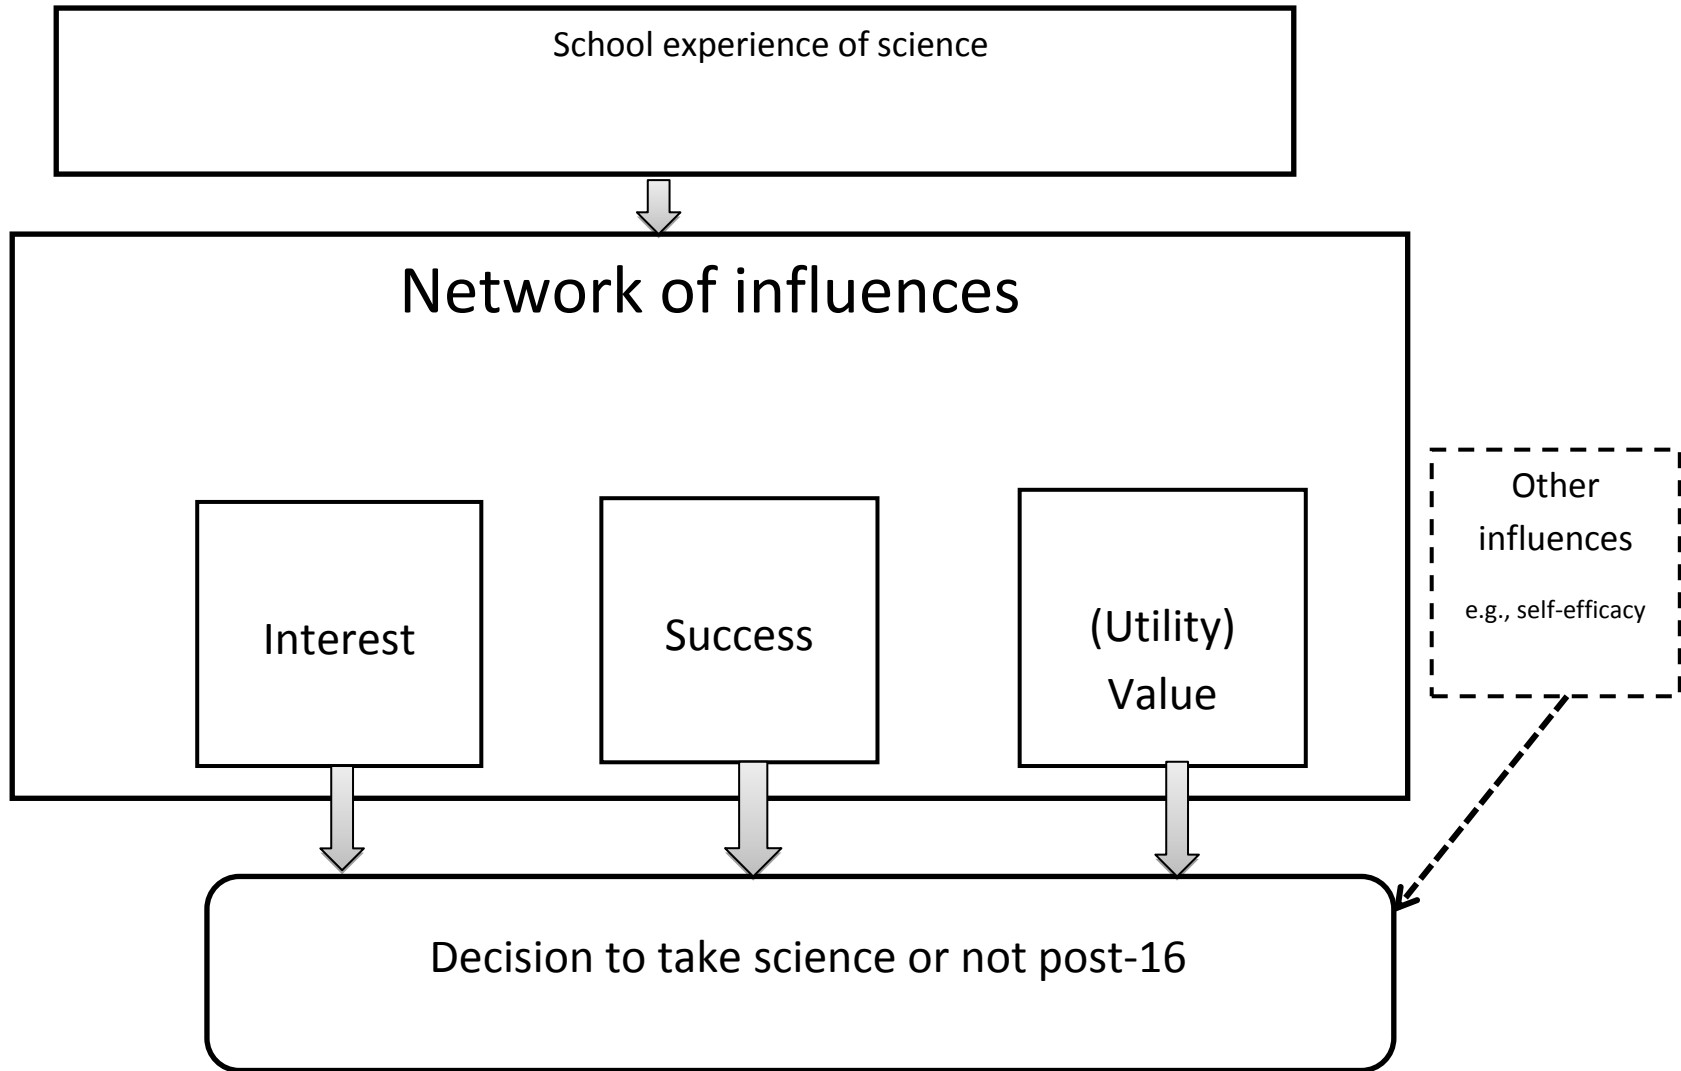 School experience of science
Network of influences
Interest
Success
(Utility)
Value
Other
influences
e.g., self-efficacy
Decision to take science or not post-16